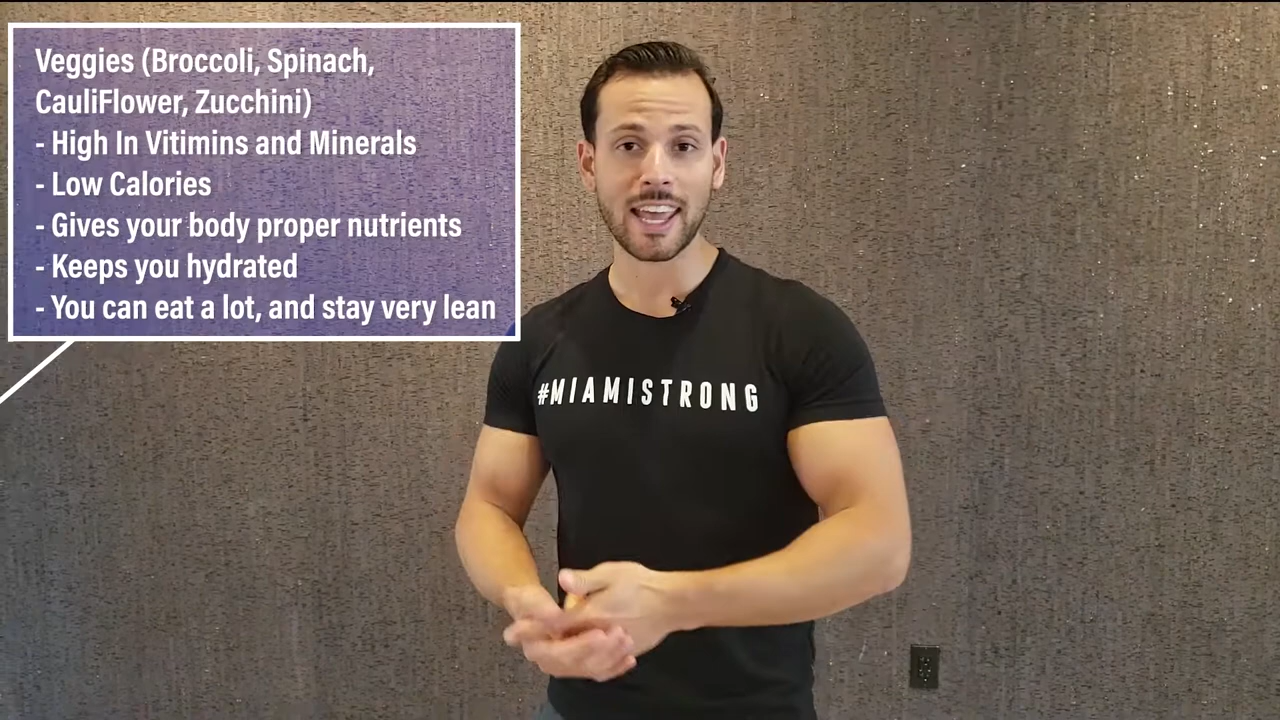 Veggies (Broccoli, Spinach,
CauliFlower, Zucchini)
- High In Vitimins and Minerals
- Low Calories
- Gives your body proper nutrients
- Keeps you hydrated
- You can eat a lot, and stay very lean
#MIAMISTRONG